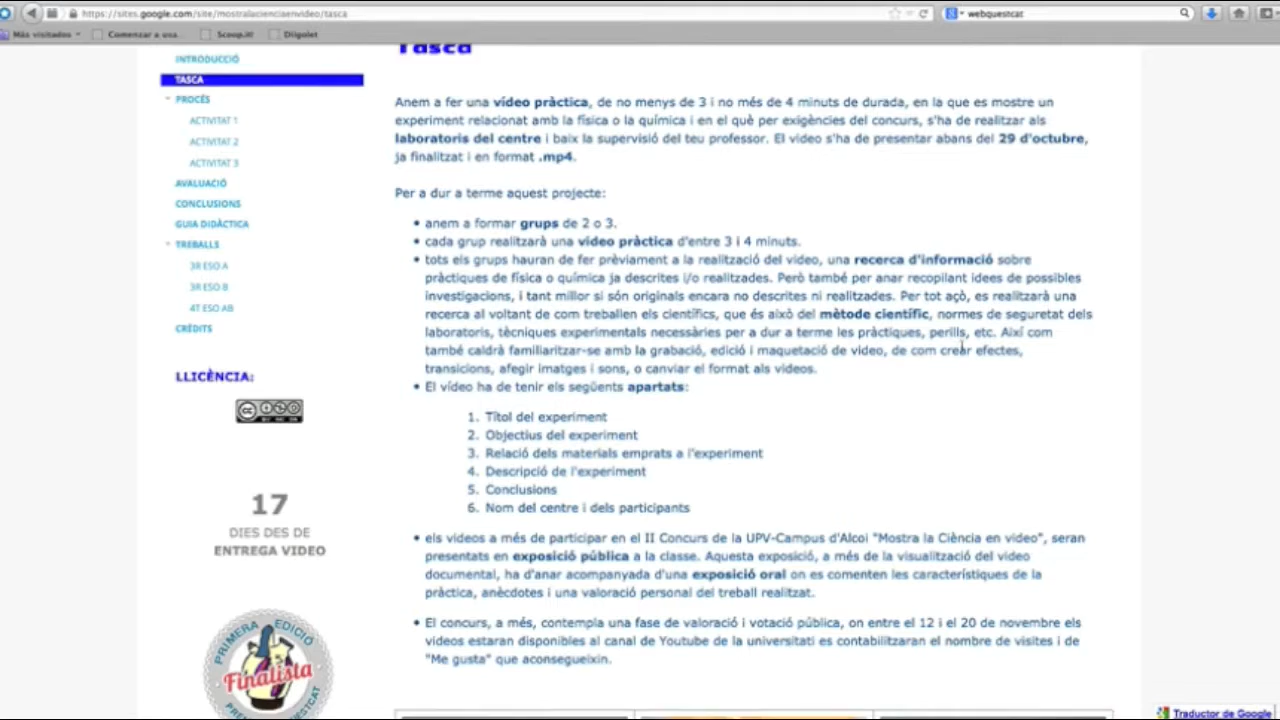 https://sites.google.com/site/mostralacienciaenvideo/tasca
webquestcat
Más visitados
Comenzar a usa...
Scoop.it!
Diigolet
Tasca
INTRODUCCIÓ
TASCA
PROCÉS
ACTIVITAT 1
ACTIVITAT 2
ACTIVITAT 3
AVALUACIÓ
CONCLUSIONS
GUIA DIDÀCTICA
TREBALLS
3R ESO A
3R ESO B
4T ESO AB
CRÈDITS
LLICÈNCIA:
17
DIES DES DE
ENTREGA VIDEO
PRIMERA EDICIÓ
Finalista
Anem a fer una vídeo pràctica, de no menys de 3 i no més de 4 minuts de durada, en la que es mostre un
experiment relacionat amb la física o la química i en el què per exigències del concurs, s'ha de realitzar als
laboratoris del centre i baix la supervisió del teu professor. El video s'ha de presentar abans del 29 d'octubre,
ja finalitzat i en format .mp4.
Per a dur a terme aquest projecte:
• anem a formar grups de 2 o 3.
• cada grup realitzarà una video pràctica d'entre 3 i 4 minuts.
• tots els grups hauran de fer prèviament a la realització del video, una recerca d'informació sobre
pràctiques de física o química ja descrites i/o realitzades. Però també per anar recopilant idees de possibles
investigacions, i tant millor si són originals encara no descrites ni realitzades. Per tot açò, es realitzarà una
recerca al voltant de com treballen els científics, que és això del mètode científic, normes de seguretat dels
laboratoris, tècniques experimentals necessàries per a dur a terme les pràctiques, perills, etc. Així com
també caldrà familiaritzar-se amb la grabació, edició i maquetació de video, de com crear efectes,
transicions, afegir imatges i sons, o canviar el format als videos.
• El vídeo ha de tenir els següents apartats:
1. Títol del experiment
2. Objectius del experiment
3. Relació dels materials emprats a l'experiment
4. Descripció de l'experiment
5. Conclusions
6. Nom del centre i dels participants
• els videos a més de participar en el II Concurs de la UPV-Campus d'Alcoi "Mostra la Ciència en video", seran
presentats en exposició pública a la classe. Aquesta exposició, a més de la visualització del video
documental, ha d'anar acompanyada d'una exposició oral on es comenten les característiques de la
pràctica, anècdotes i una valoració personal del treball realitzat.
• El concurs, a més, contempla una fase de valoració i votació pública, on entre el 12 i el 20 de novembre els
videos estaran disponibles al canal de Youtube de la universitat i es contabilitzaran el nombre de visites i de
"Me gusta" que aconsegueixin.
Traductor de Google